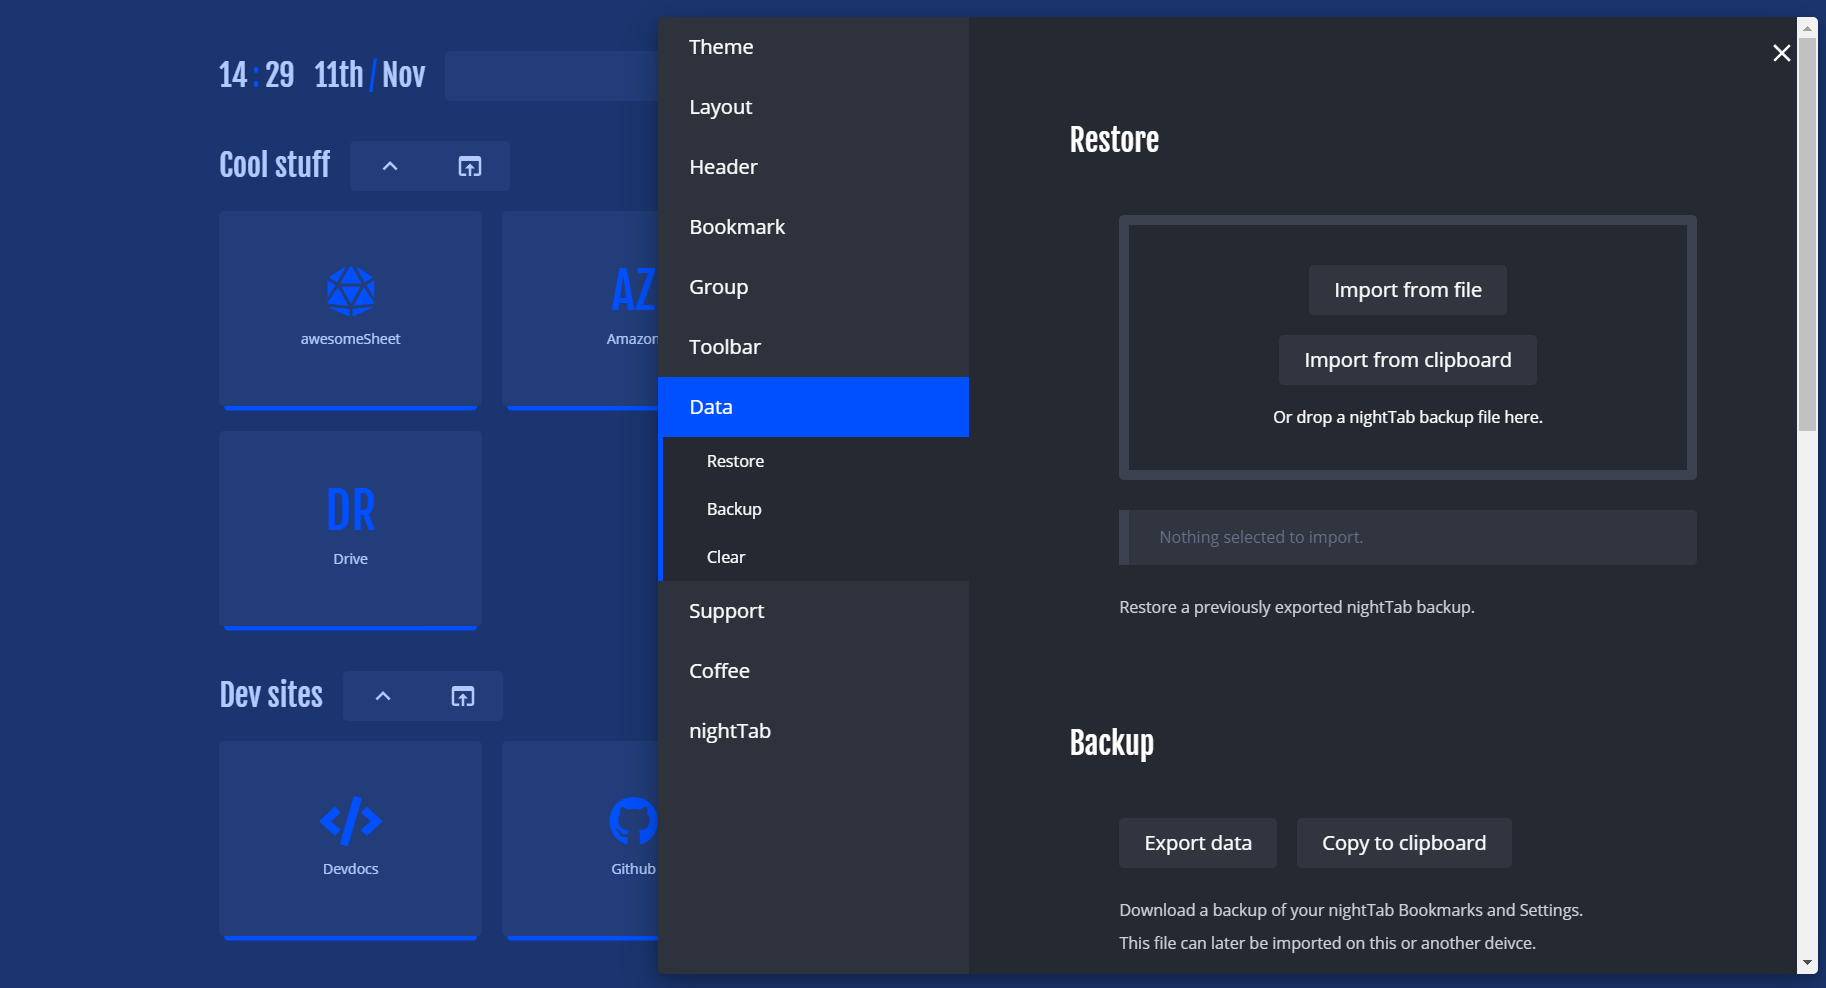 14:29 11th/Nov
Cool stuff
awesomeSheet
AZ
Amazon
DR
Drive
Dev sites
Devdocs
Github
Theme
Layout
Header
Bookmark
Group
Toolbar
Data
Restore
Backup
Clear
Support
Coffee
nightTab
Restore
Import from file
Import from clipboard
Or drop a nightTab backup file here.
Nothing selected to import.
Restore a previously exported nightTab backup.
Backup
Export data
Copy to clipboard
Download a backup of your nightTab Bookmarks and Settings.
This file can later be imported on this or another deivce.